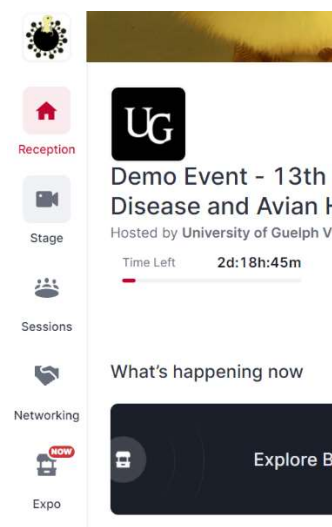 Reception
Stage
Sessions
Networking
NOW
Expo
UG
Demo Event - 13th
Disease and Avian
Hosted by University of Guelph
Time Left 2d:18h:45m
What's happening now
Explore